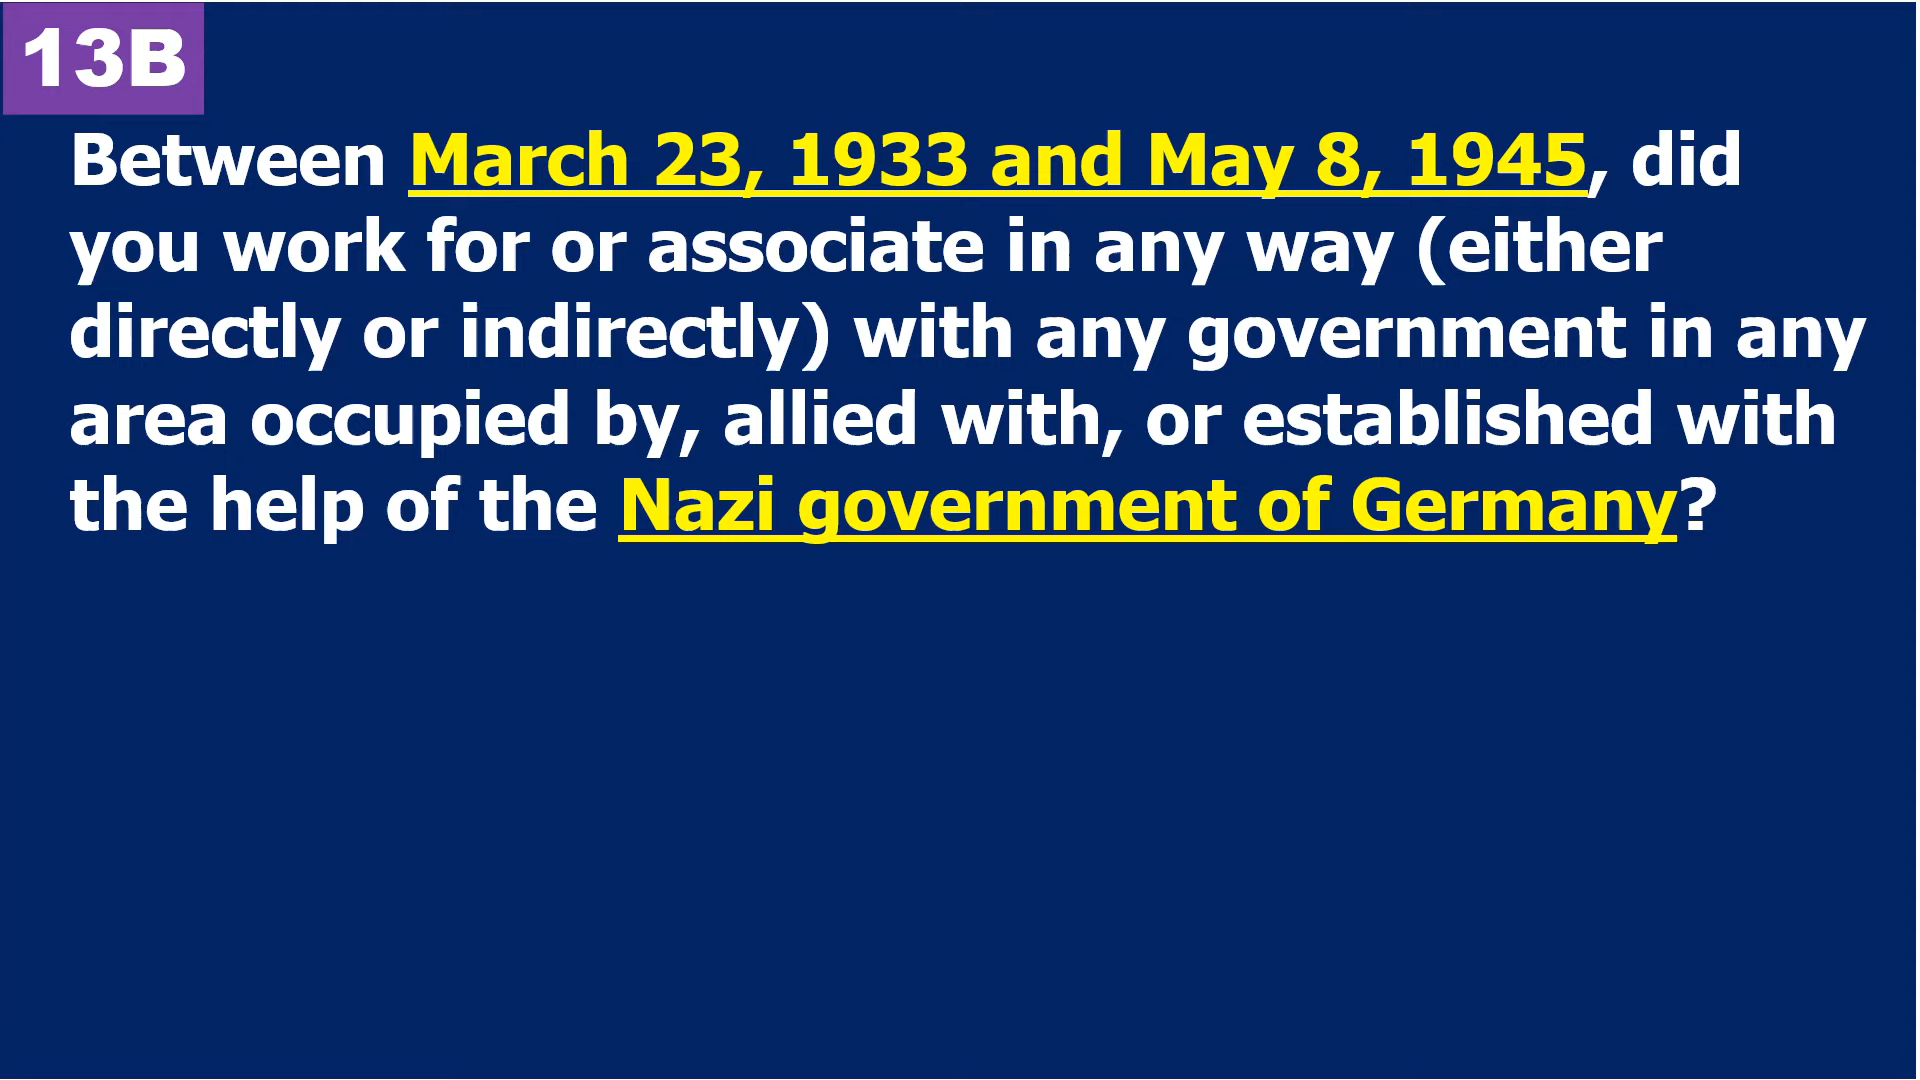 13B
Between March 23, 1933 and May 8, 1945, did
you work for or associate in any way (either
directly or indirectly) with any government in any
area occupied by, allied with, or established with
the help of the Nazi government of Germany?